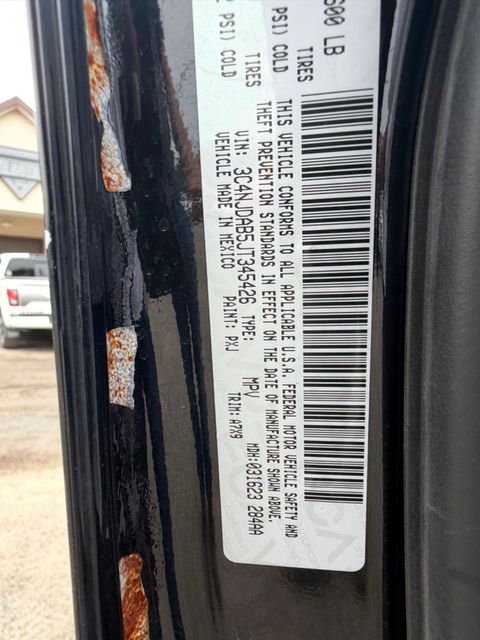 600 LB
TIRES
PSI) COLD
TIRES
PSI) COLD
THIS VEHICLE CONFORMS TO ALL APPLICABLE U.S.A. FEDERAL MOTOR VEHICLE SAFETY AND
THEFT PREVENTION STANDARDS IN EFFECT ON THE DATE OF MANUFACTURE SHOWN ABOVE.
VIN: 3C4NJDAB5JT345426 TYPE: MPV MDH:031623 284AA
VEHICLE MADE IN MEXICO PAINT: PXJ TRIM: A7X9